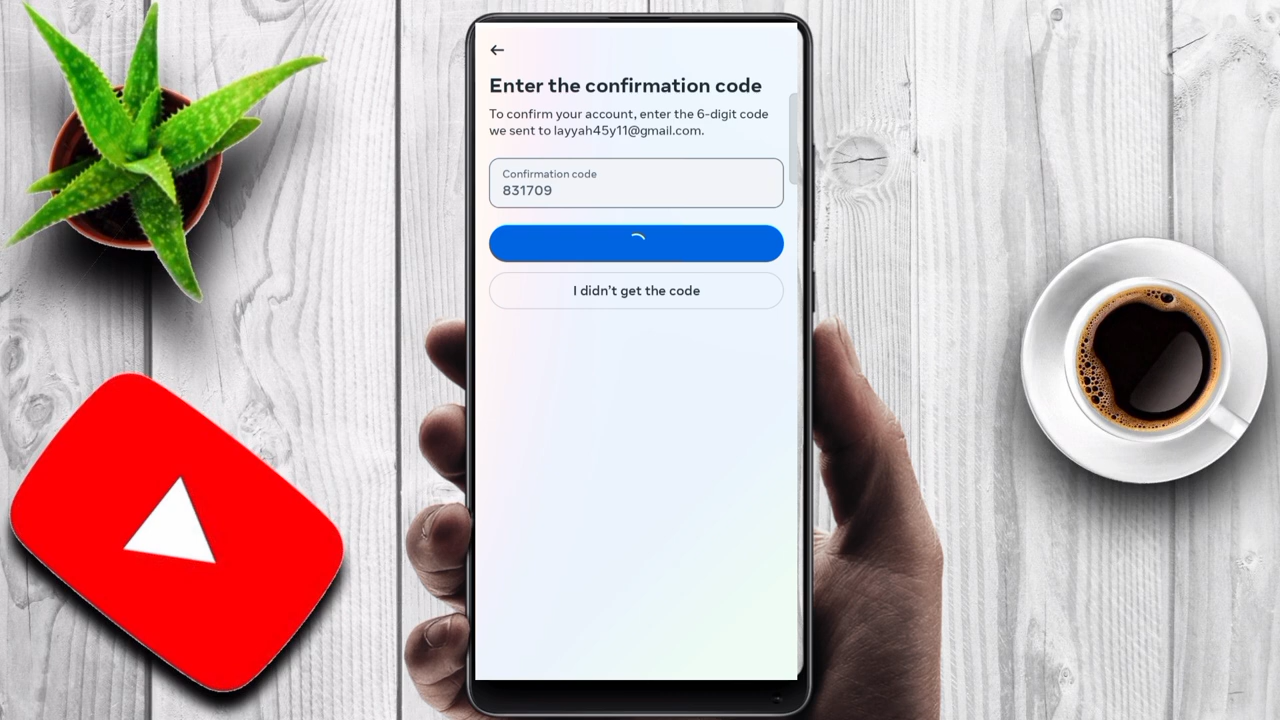 Enter the confirmation code
To confirm your account, enter the 6-digit code
we sent to layyah45y11@gmail.com.
Confirmation code
831709
I didn't get the code